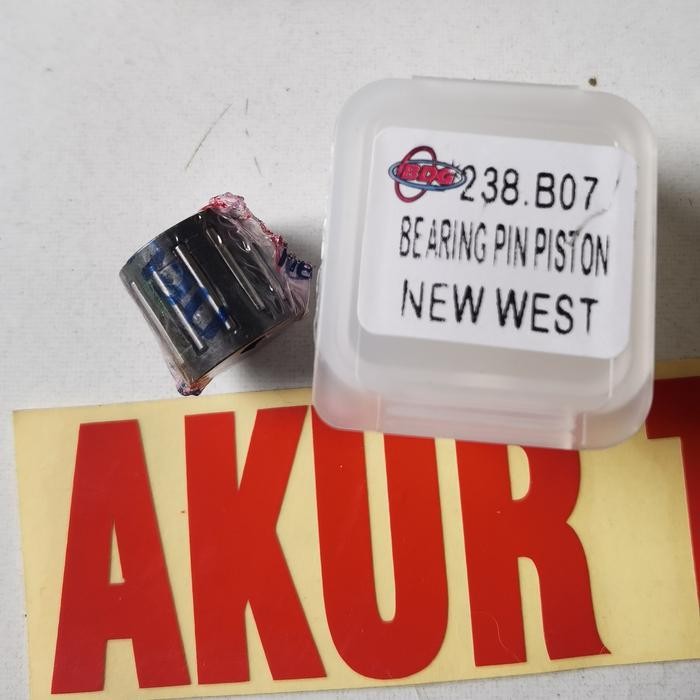 BDG 238.B07
BEARING PIN PISTON
NEW WEST
AKUR